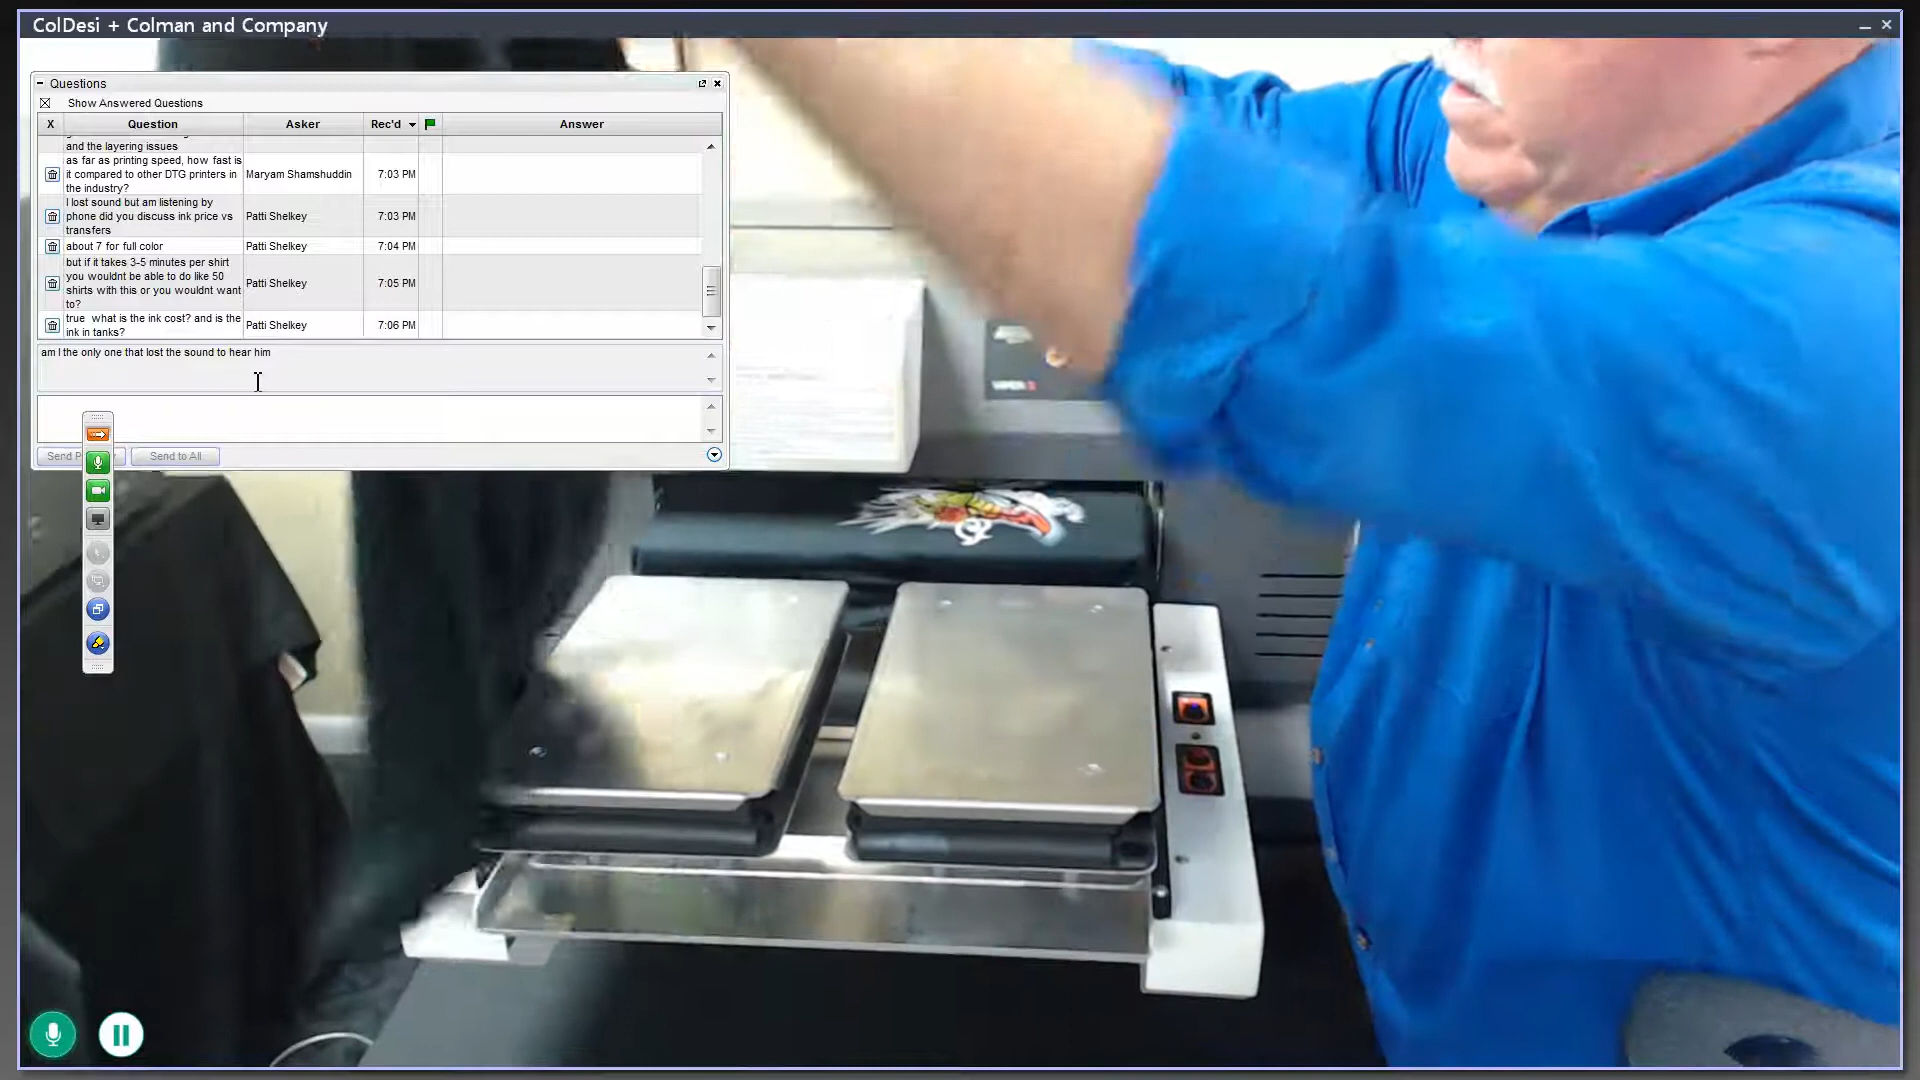 ColDesi + Colman and Company
Questions
Show Answered Questions
X Question Asker Rec'd Answer
and the layering issues
as far as printing speed, how fast is
it compared to other DTG printers in
the industry?
Maryam Shamshuddin 7:03 PM
I lost sound but am listening by
phone did you discuss ink price vs
transfers
Patti Shelkey 7:03 PM
about 7 for full color Patti Shelkey 7:04 PM
but if it takes 3-5 minutes per shirt
you wouldnt be able to do like 50
shirts with this or you wouldnt want
to?
Patti Shelkey 7:05 PM
true what is the ink cost? and is the
ink in tanks?
Patti Shelkey 7:06 PM
am I the only one that lost the sound to hear him
Send Send to All
VIPER